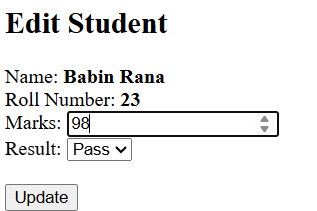 Edit Student
Name: Babin Rana
Roll Number: 23
Marks: 98
Result: Pass
Update